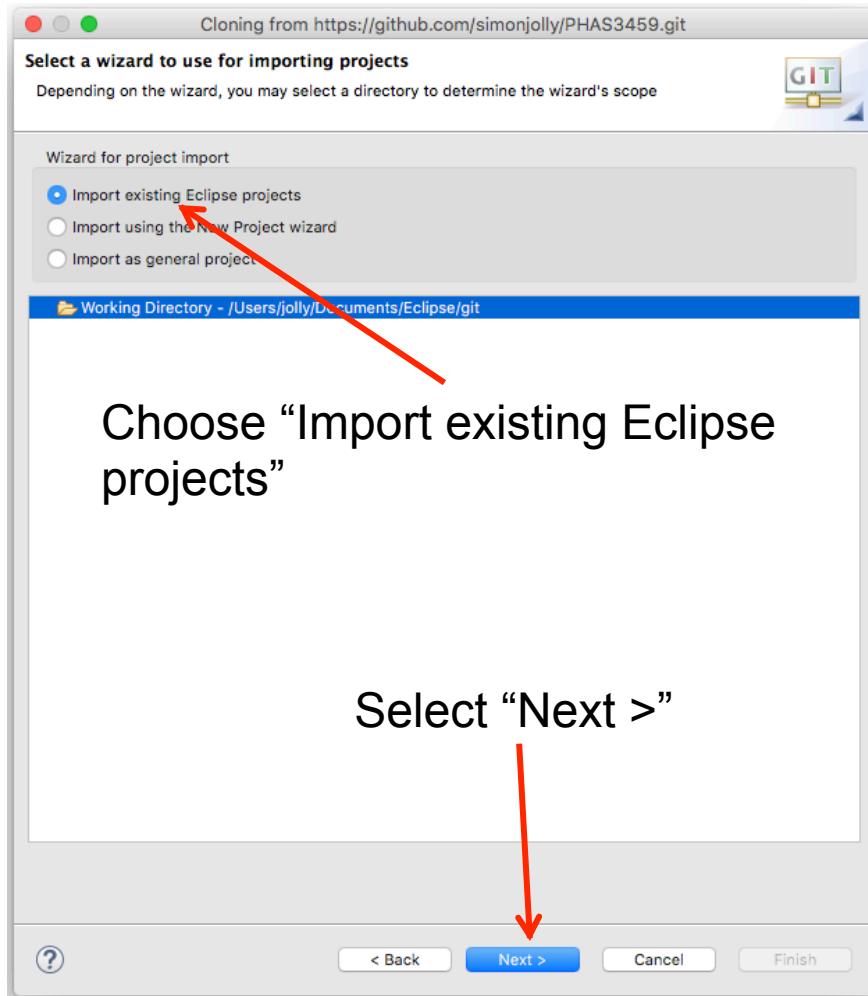 Cloning from https://github.com/simonjolly/PHAS3459.git
Select a wizard to use for importing projects
Depending on the wizard, you may select a directory to determine the wizard's scope
GIT
Wizard for project import
Import existing Eclipse projects
Import using the New Project wizard
Import as general project
Working Directory - /Users/jolly/Documents/Eclipse/git
Choose “Import existing Eclipse
projects”
Select “Next >”
?
< Back
Next >
Cancel
Finish